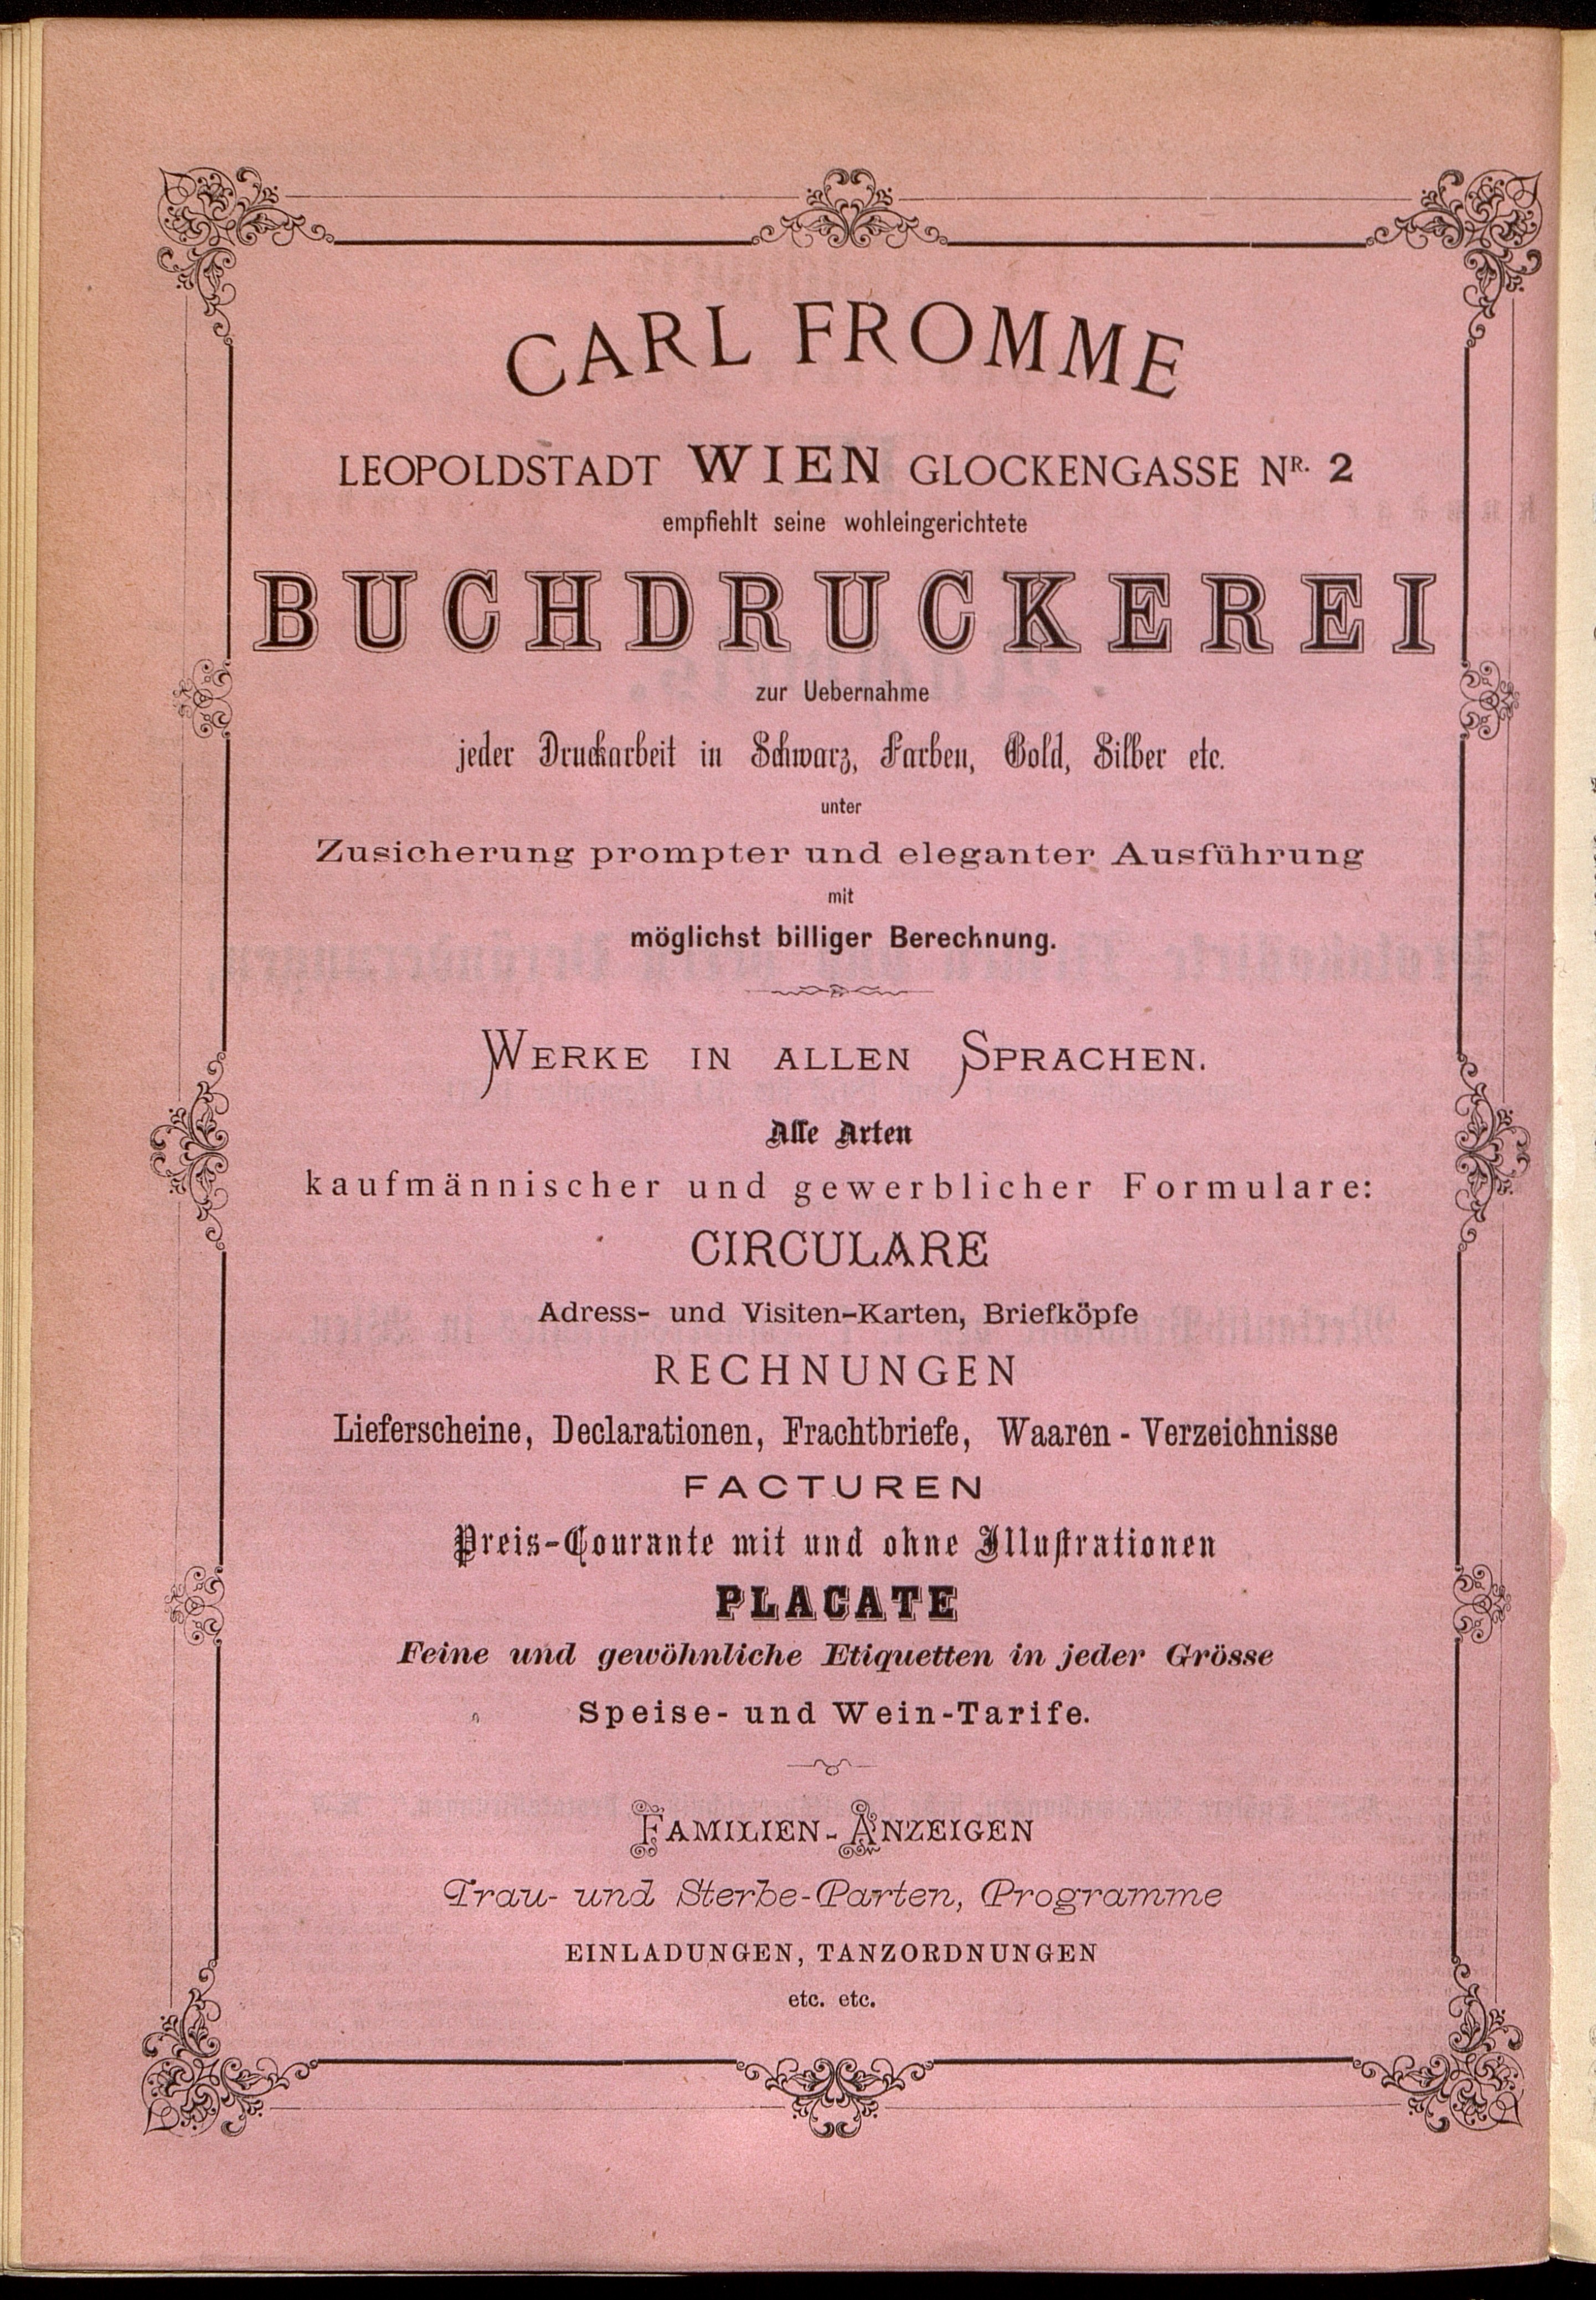 CARL FROMME
LEOPOLDSTADT WIEN GLOCKENGASSE NR. 2
empfiehlt seine wohleingerichtete
BUCHDRUCKEREI
zur Uebernahme
jeder Druckarbeit in Schwarz, Farben, Gold, Silber etc.
unter
Zusicherung prompter und eleganter Ausführung
mit
möglichst billiger Berechnung.
WERKE IN ALLEN SPRACHEN.
Alle Arten
kaufmännischer und gewerblicher Formulare:
CIRCULARE
Adress- und Visiten-Karten, Briefköpfe
RECHNUNGEN
Lieferscheine, Declarationen, Frachtbriefe, Waaren-Verzeichnisse
FACTUREN
Preis-Courante mit und ohne Illustrationen
PLACATE
Feine und gewöhnliche Etiquetten in jeder Grösse
Speise- und Wein-Tarife.
FAMILIEN-ANZEIGEN
Trau- und Sterbe-Parten, Programme
EINLADUNGEN, TANZORDNUNGEN
etc. etc.